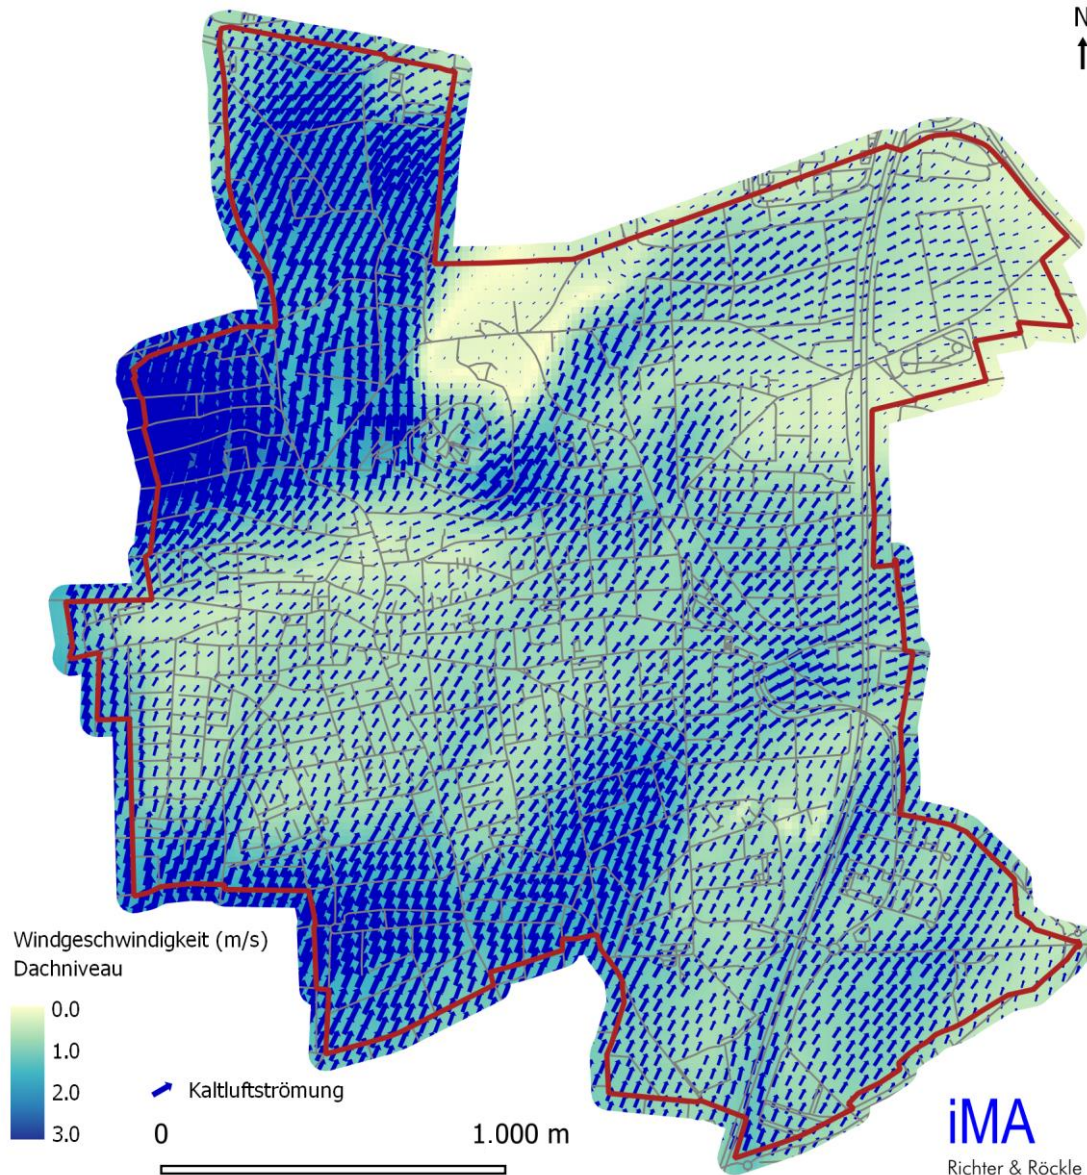 N
Windgeschwindigkeit (m/s)
Dachniveau
0.0
1.0
2.0
3.0
Kaltluftströmung
0
1.000 m
iMA
Richter & Röckle